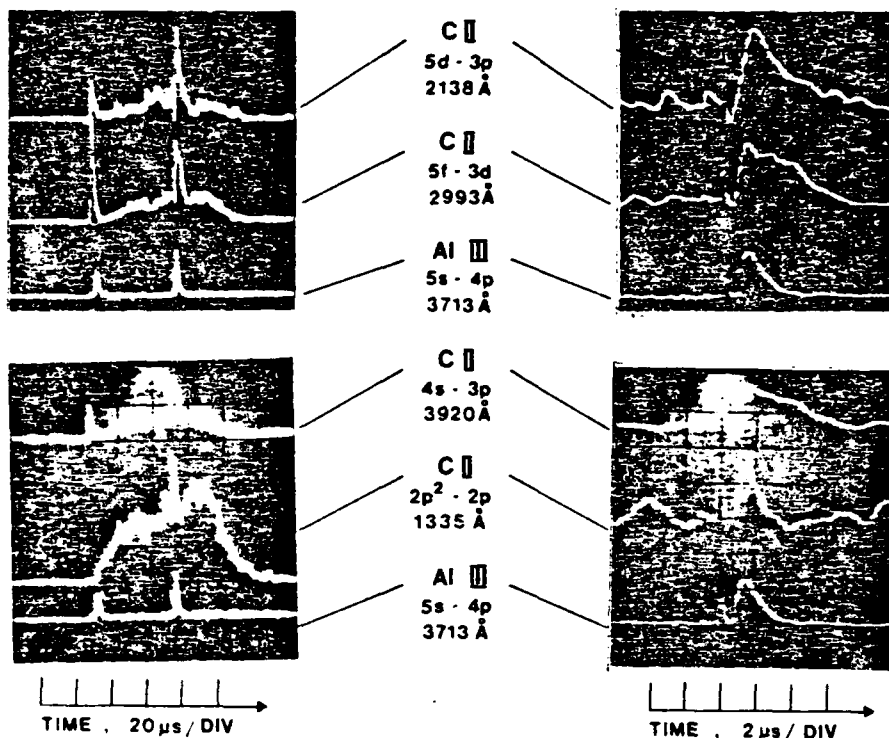 C II
5d - 3p
2138 Å
C II
5f - 3d
2993 Å
Al III
5s - 4p
3713 Å
C II
4s - 3p
3920 Å
C II
2p² - 2p
1335 Å
Al III
5s - 4p
3713 Å
TIME , 20 μs / DIV
TIME , 2 μs / DIV